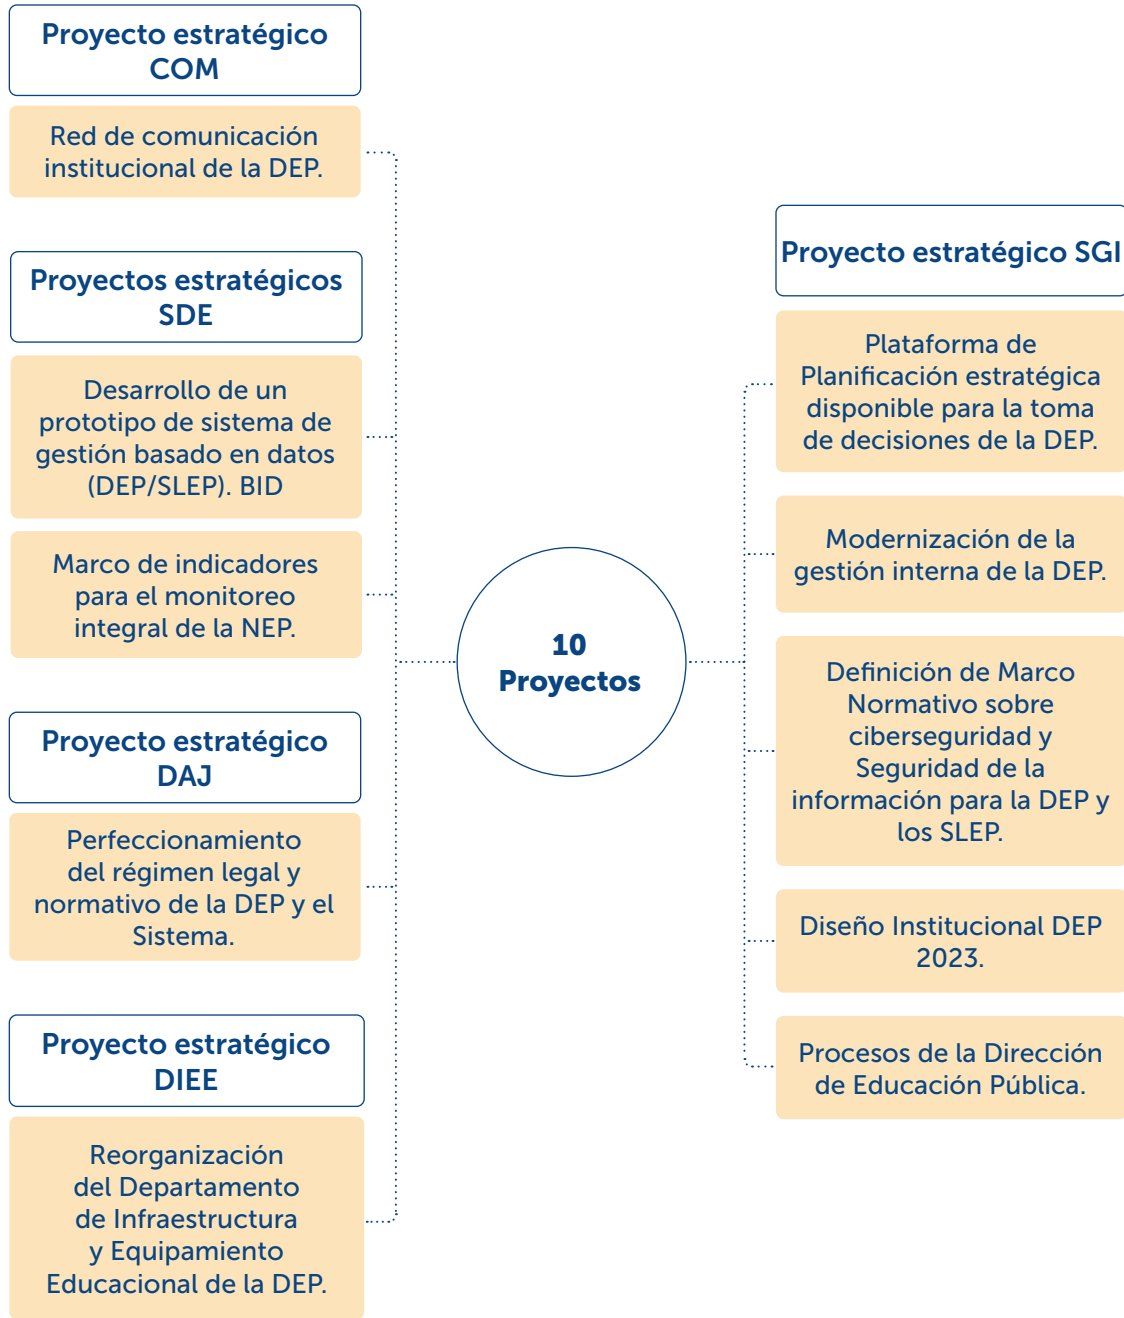 Proyecto estratégico
COM
Red de comunicación
institucional de la DEP.
Proyectos estratégicos
SDE
Desarrollo de un
prototipo de sistema de
gestión basado en datos
(DEP/SLEP). BID
Marco de indicadores
para el monitoreo
integral de la NEP.
Proyecto estratégico
DAJ
Perfeccionamiento
del régimen legal y
normativo de la DEP y el
Sistema.
Proyecto estratégico
DIEE
Reorganización
del Departamento
de Infraestructura
y Equipamiento
Educacional de la DEP.
10
Proyectos
Proyecto estratégico SGI
Plataforma de
Planificación estratégica
disponible para la toma
de decisiones de la DEP.
Modernización de la
gestión interna de la DEP.
Definición de Marco
Normativo sobre
ciberseguridad y
Seguridad de la
información para la DEP y
los SLEP.
Diseño Institucional DEP
2023.
Procesos de la Dirección
de Educación Pública.